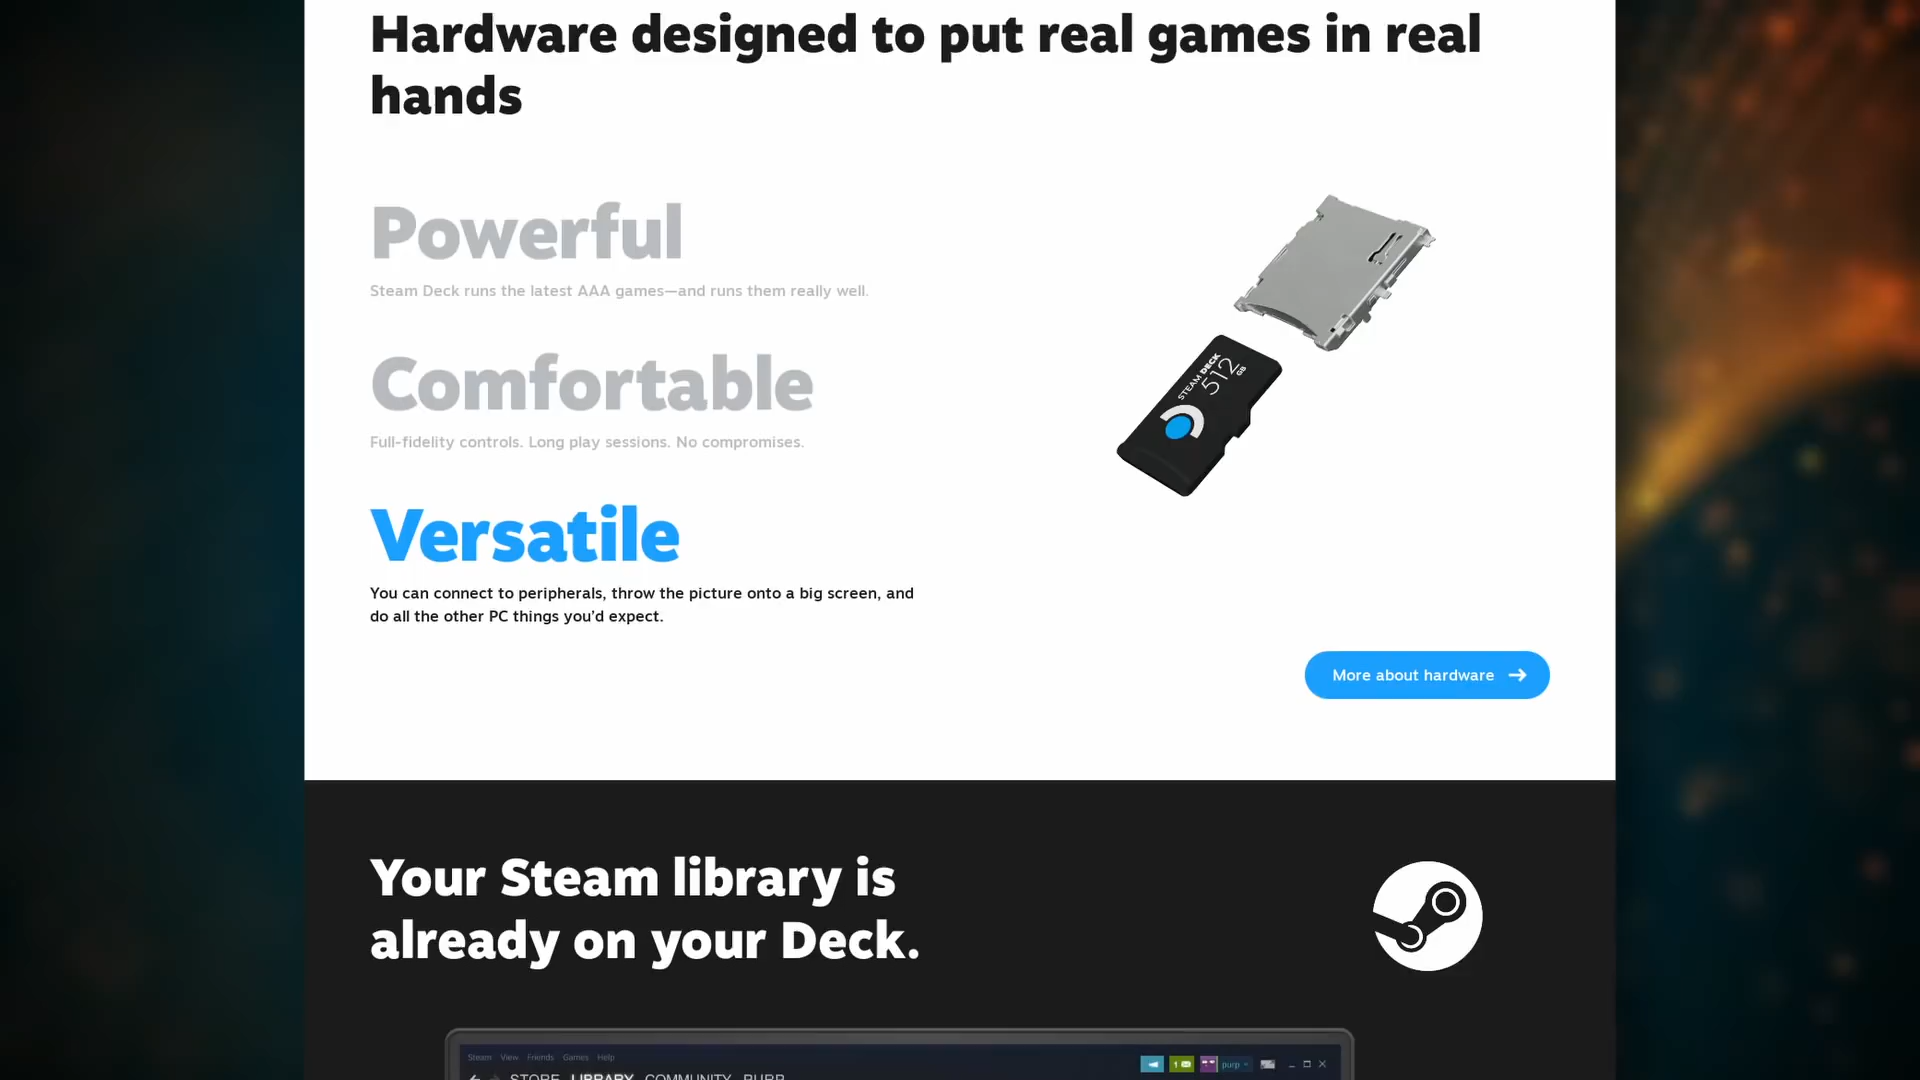 Hardware designed to put real games in real
hands
Powerful
Steam Deck runs the latest AAA games—and runs them really well.
Comfortable
Full-fidelity controls. Long play sessions. No compromises.
STEAM DECK
512
GB
Versatile
You can connect to peripherals, throw the picture onto a big screen, and
do all the other PC things you’d expect.
More about hardware
Your Steam library is
already on your Deck.
Steam View Friends Games Help
1
purp
STORE LIBRARY COMMUNITY PURP